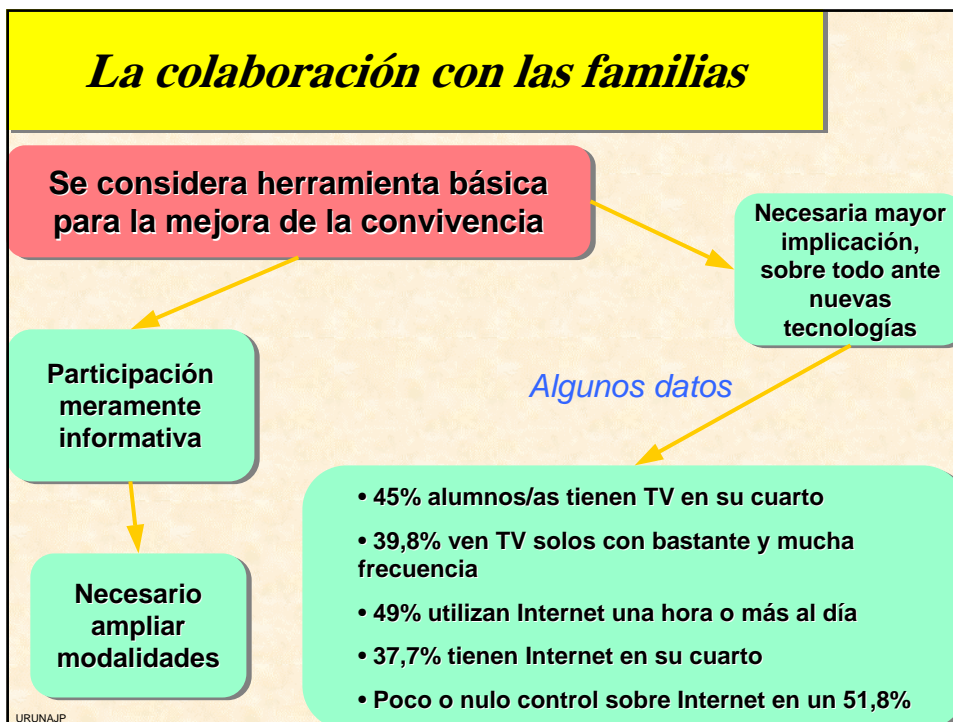 La colaboración con las familias
Se considera herramienta básica
para la mejora de la convivencia
Necesaria mayor
implicación,
sobre todo ante
nuevas
tecnologías
Participación
meramente
informativa
Algunos datos
Necesario
ampliar
modalidades
• 45% alumnos/as tienen TV en su cuarto
• 39,8% ven TV solos con bastante y mucha
frecuencia
• 49% utilizan Internet una hora o más al día
• 37,7% tienen Internet en su cuarto
• Poco o nulo control sobre Internet en un 51,8%
URUNAJP